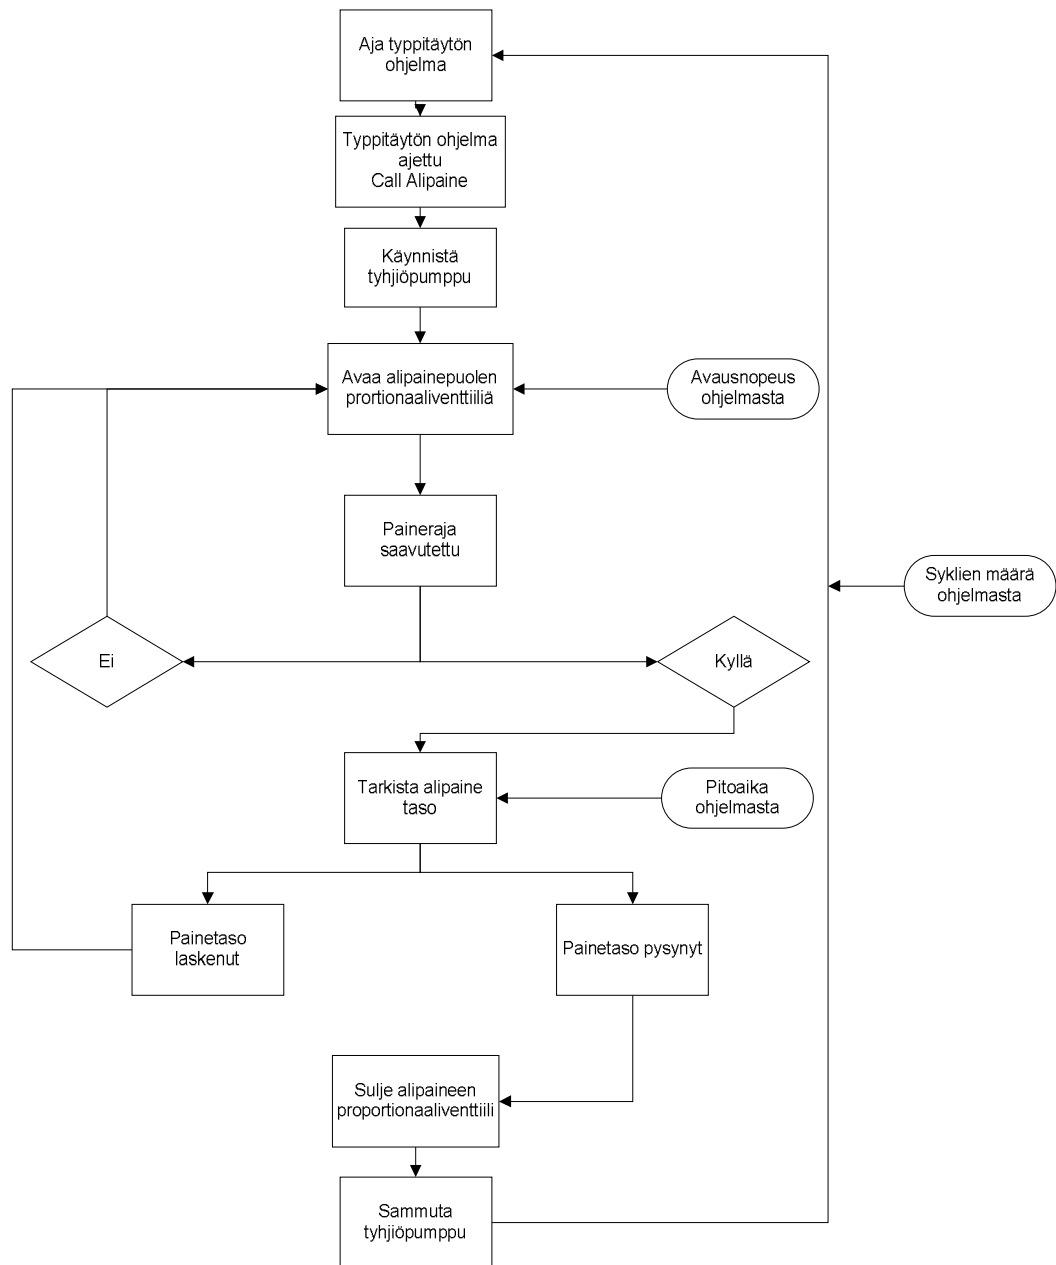 Aja typpitäytön
ohjelma
Typpitäytön ohjelma
ajettu
Call Alipaine
Käynnistä
tyhjiöpumppu
Avaa alipainepuolen
prortionaaliventtiiliä
Avausnopeus
ohjelmasta
Paineraja
saavutettu
Syklien määrä
ohjelmasta
Ei
Kyllä
Tarkista alipaine
taso
Pitoaika
ohjelmasta
Painetaso
laskenut
Painetaso pysynyt
Sulje alipaineen
proportionaaliventtiili
Sammuta
tyhjiöpumppu